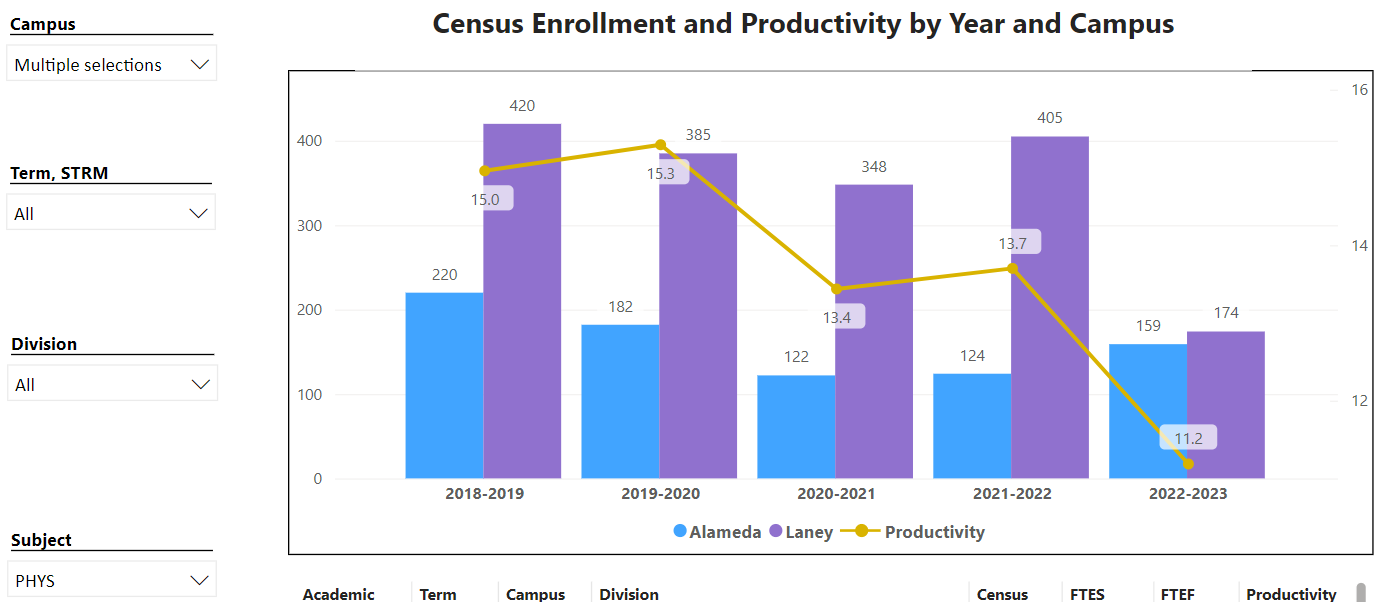 Census Enrollment and Productivity by Year and Campus
Campus
Multiple selections
Term, STRM
All
Division
All
Subject
PHYS
420
385
405
348
220
182
122
124
159
174
15.0
15.3
13.4
13.7
11.2
400
300
200
100
0
16
14
12
2018-2019 2019-2020 2020-2021 2021-2022 2022-2023
Alameda Laney Productivity
Academic Term Campus Division Census FTES FTEF Productivity